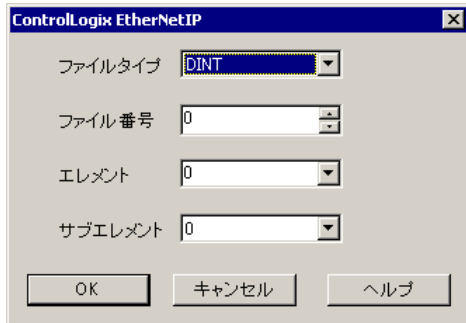 ControlLogix EtherNetIP
ファイルタイプ DINT
ファイル番号 0
エレメント 0
サブエレメント 0
OK キャンセル ヘルプ